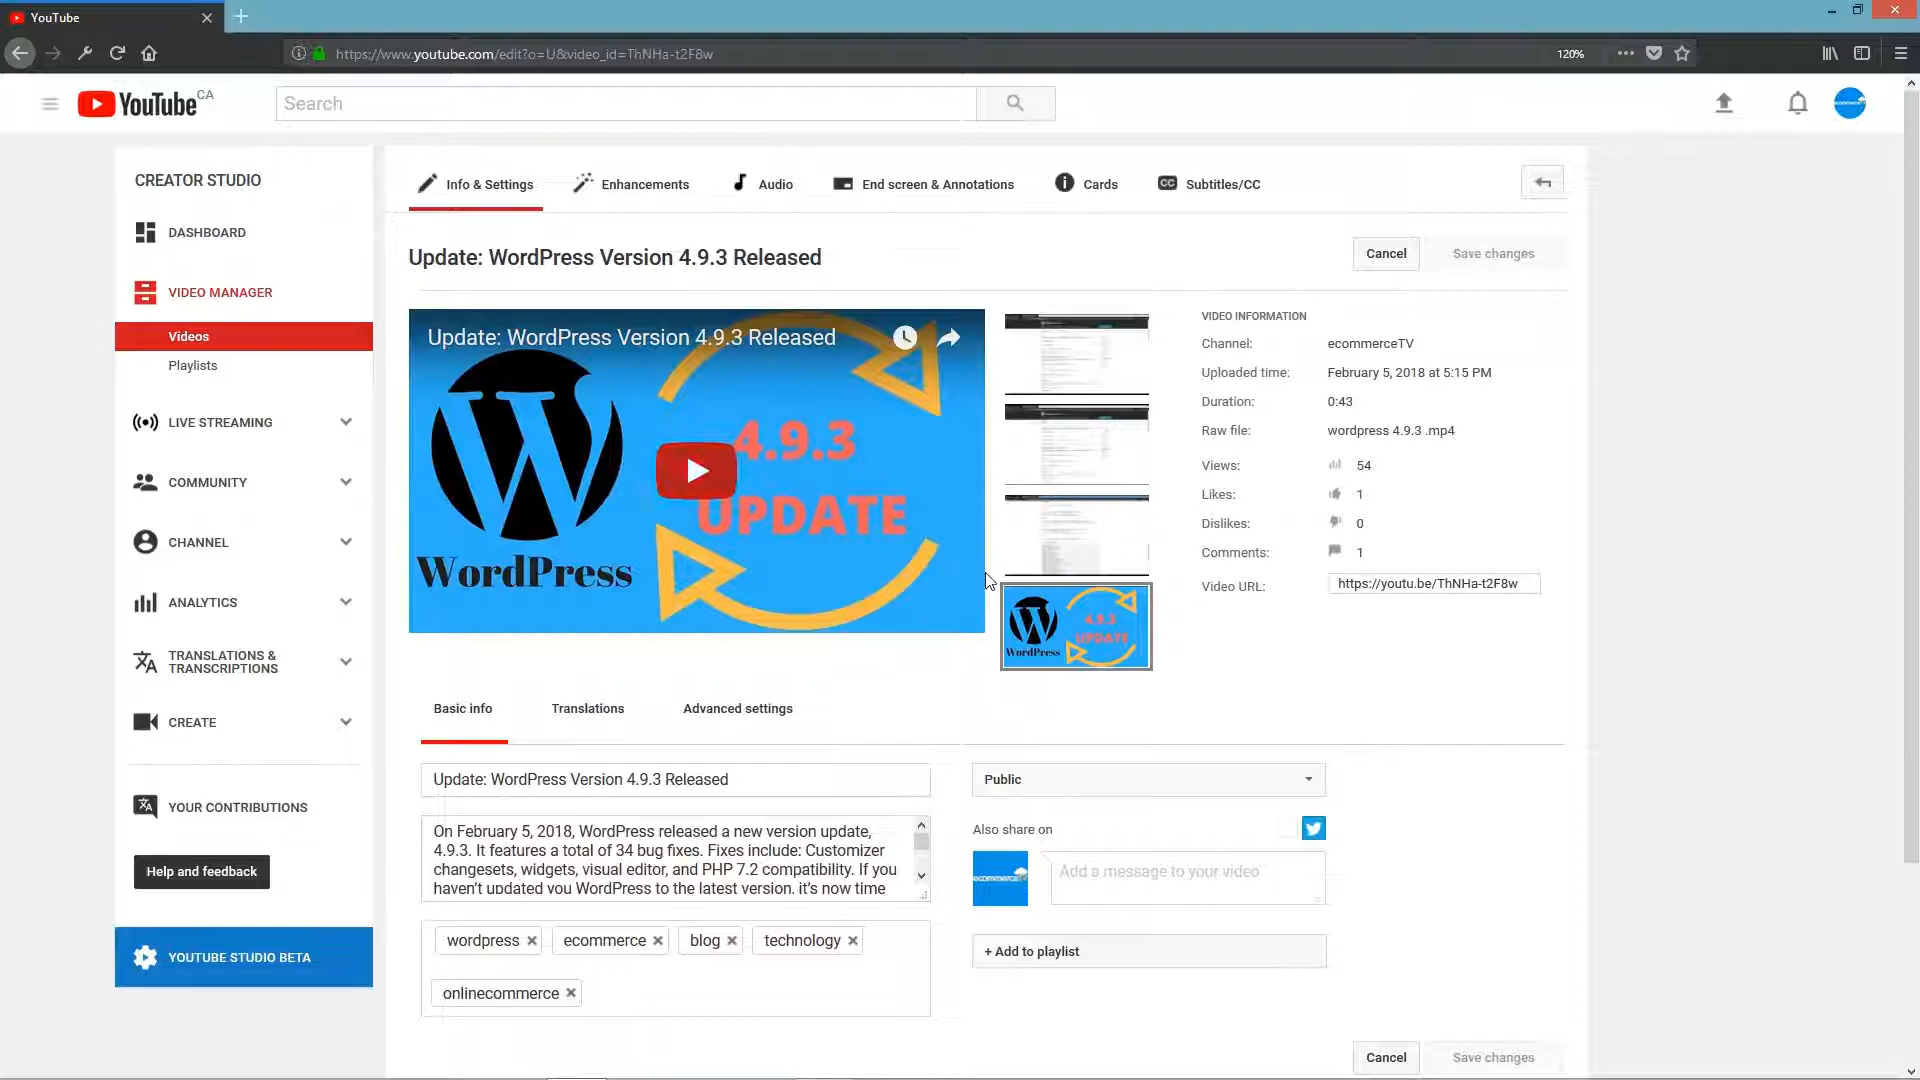 YouTube
https://www.youtube.com/edit?o=U&video_id=ThNHa-t2F8w
120%
YouTube CA
Search
CREATOR STUDIO
DASHBOARD
VIDEO MANAGER
Videos
Playlists
LIVE STREAMING
COMMUNITY
CHANNEL
ANALYTICS
TRANSLATIONS &
TRANSCRIPTIONS
CREATE
YOUR CONTRIBUTIONS
Help and feedback
YOUTUBE STUDIO BETA
Info & Settings
Enhancements
Audio
End screen & Annotations
Cards
CC Subtitles/CC
Update: WordPress Version 4.9.3 Released
Cancel
Save changes
Update: WordPress Version 4.9.3 Released
4.9.3
UPDATE
WordPress
4.9.3
UPDATE
WordPress
VIDEO INFORMATION
Channel: ecommerceTV
Uploaded time: February 5, 2018 at 5:15 PM
Duration: 0:43
Raw file: wordpress 4.9.3 .mp4
Views: 54
Likes: 1
Dislikes: 0
Comments: 1
Video URL: https://youtu.be/ThNHa-t2F8w
Basic info
Translations
Advanced settings
Update: WordPress Version 4.9.3 Released
On February 5, 2018, WordPress released a new version update,
4.9.3. It features a total of 34 bug fixes. Fixes include: Customizer
changesets, widgets, visual editor, and PHP 7.2 compatibility. If you
haven't updated you WordPress to the latest version, it's now time
wordpress
ecommerce
blog
technology
onlinecommerce
Public
Also share on
Add a message to your video
+ Add to playlist
Cancel
Save changes